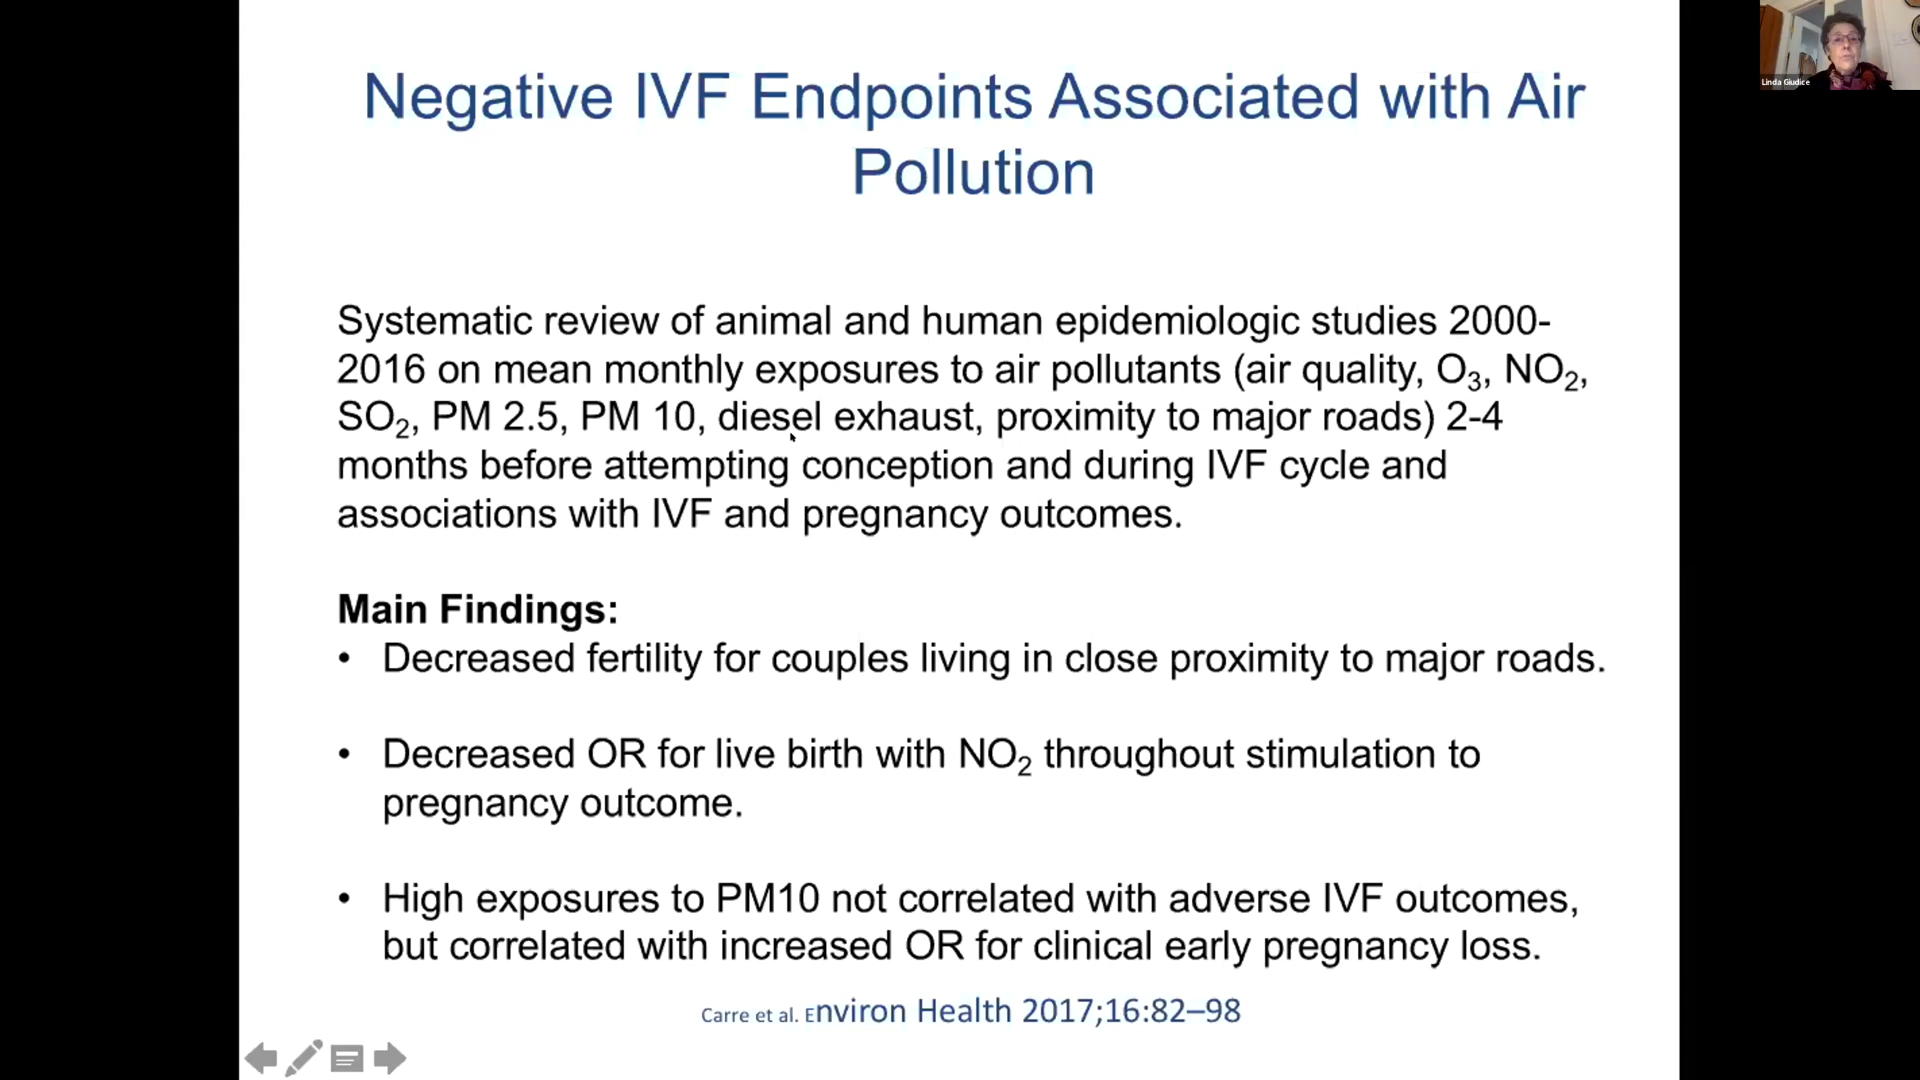 Negative IVF Endpoints Associated with Air
Pollution
Linda Giudice
Systematic review of animal and human epidemiologic studies 2000-
2016 on mean monthly exposures to air pollutants (air quality, O₃, NO₂,
SO₂, PM 2.5, PM 10, diesel exhaust, proximity to major roads) 2-4
months before attempting conception and during IVF cycle and
associations with IVF and pregnancy outcomes.
Main Findings:
• Decreased fertility for couples living in close proximity to major roads.
• Decreased OR for live birth with NO₂ throughout stimulation to
pregnancy outcome.
• High exposures to PM10 not correlated with adverse IVF outcomes,
but correlated with increased OR for clinical early pregnancy loss.
Carre et al. Environ Health 2017;16:82–98